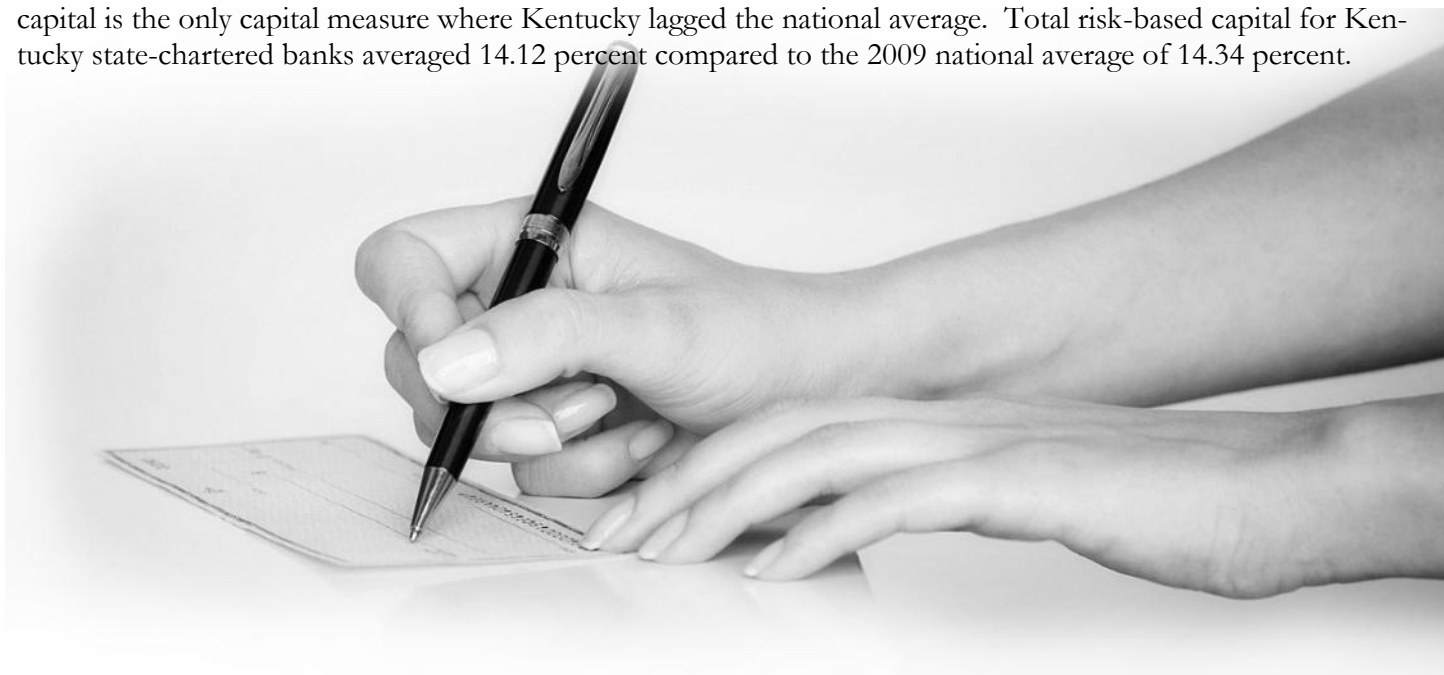 capital is the only capital measure where Kentucky lagged the national average.  Total risk-based capital for Ken-
tucky state-chartered banks averaged 14.12 percent compared to the 2009 national average of 14.34 percent.